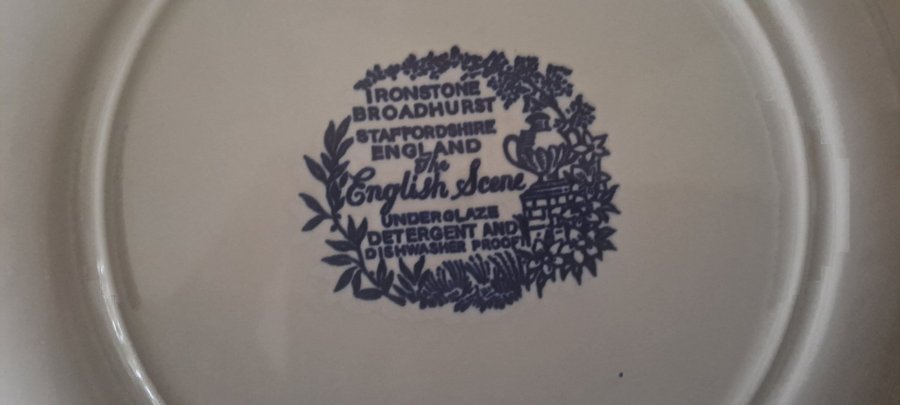 IRONSTONE
BROADHURST
STAFFORDSHIRE
ENGLAND
The
English Scene
UNDERGLAZE
DETERGENT AND
DISHWASHER PROOF